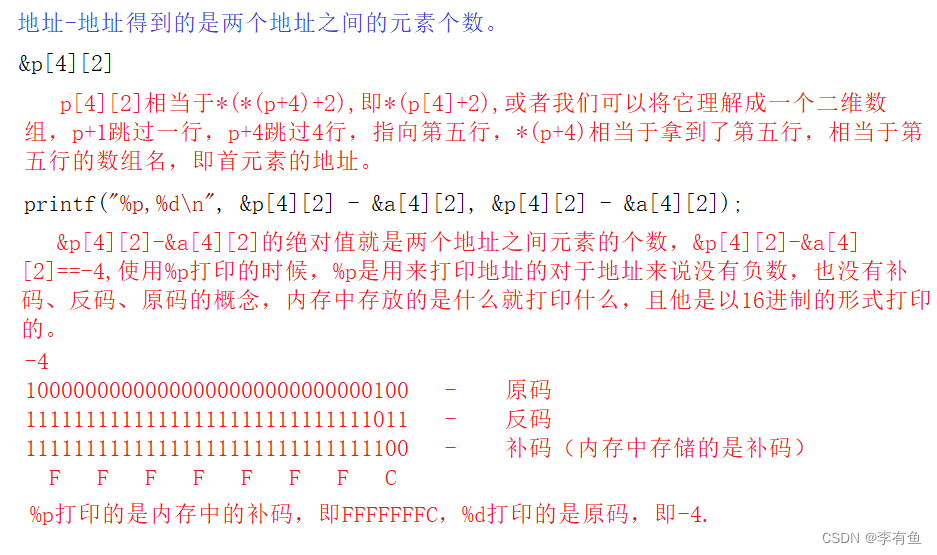 地址-地址得到的是两个地址之间的元素个数。
&p[4][2]
p[4][2]相当于*(*(p+4)+2),即*(p[4]+2),或者我们可以将它理解成一个二维数
组，p+1跳过一行，p+4跳过4行，指向第五行，*(p+4)相当于拿到了第五行，相当于第
五行的数组名，即首元素的地址。
printf("%p,%d\n", &p[4][2] - &a[4][2], &p[4][2] - &a[4][2]);
&p[4][2]-&a[4][2]的绝对值就是两个地址之间元素的个数，&p[4][2]-&a[4]
[2]==-4,使用%p打印的时候，%p是用来打印地址的对于地址来说没有负数，也没有补
码、反码、原码的概念，内存中存放的是什么就打印什么，且他是以16进制的形式打印
的。
-4
10000000000000000000000000000100 - 原码
11111111111111111111111111111011 - 反码
11111111111111111111111111111100 - 补码（内存中存储的是补码）
F F F F F F F C
%p打印的是内存中的补码，即FFFFFFFC，%d打印的是原码，即-4.
CSDN @李有鱼